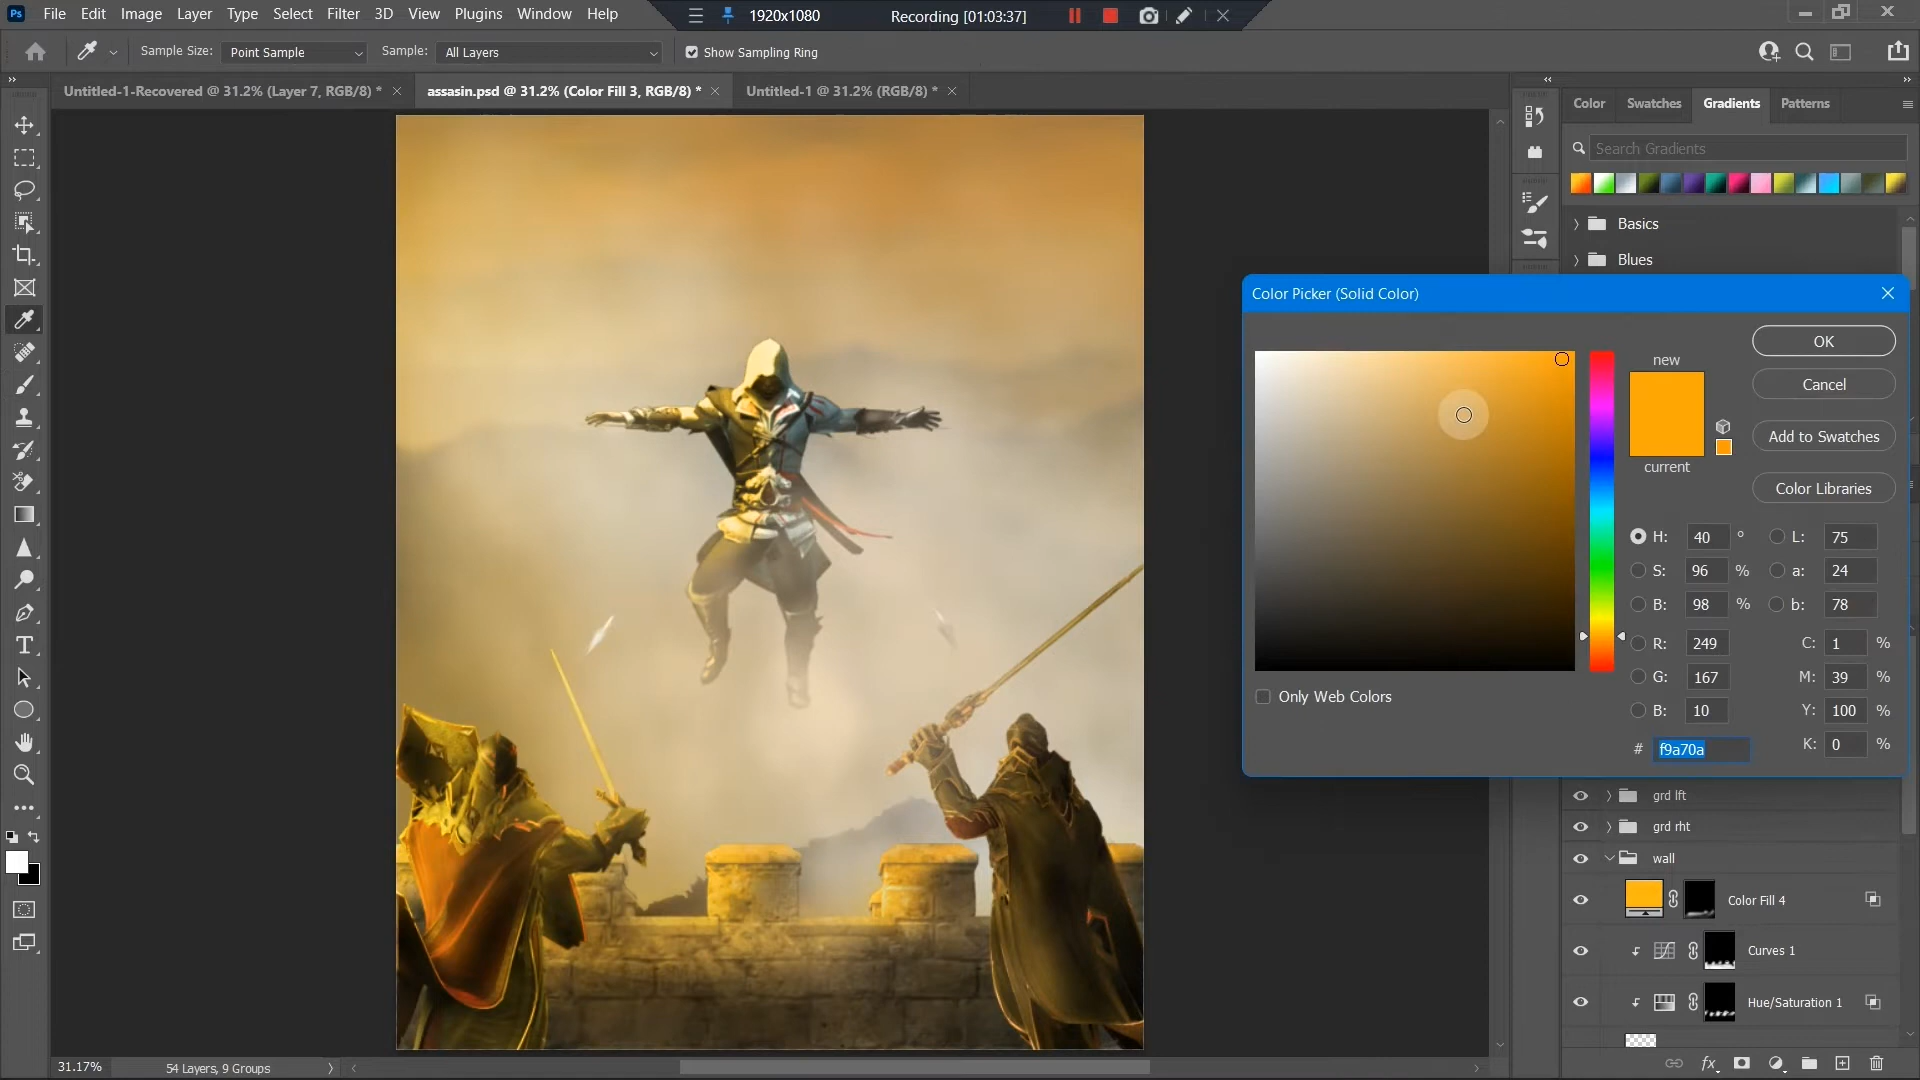 Ps File Edit Image Layer Type Select Filter 3D View Plugins Window Help
1920x1080 Recording [01:03:37]
Sample Size: Point Sample Sample: All Layers Show Sampling Ring
Untitled-1-Recovered @ 31.2% (Layer 7, RGB/8) * assasin.psd @ 31.2% (Color Fill 3, RGB/8) * Untitled-1 @ 31.2% (RGB/8) *
Color Swatches Gradients Patterns
Search Gradients
Basics
Blues
Color Picker (Solid Color)
new
OK
Cancel
Add to Swatches
current
Color Libraries
H: 40 ° L: 75
S: 96 % a: 24
B: 98 % b: 78
R: 249 C: 1 %
G: 167 M: 39 %
B: 10 Y: 100 %
# f9a70a K: 0 %
Only Web Colors
grd lft
grd rht
wall
Color Fill 4
Curves 1
Hue/Saturation 1
fx
31.17% 54 Layers, 9 Groups